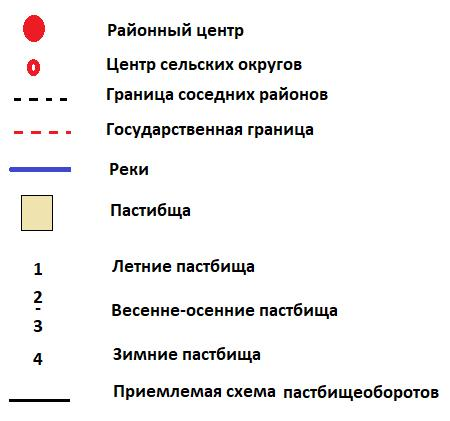 Районный центр
Центр сельских округов
Граница соседних районов
Государственная граница
Реки
Пастибща
1 Летние пастбища
2
- Весенне-осенние пастбища
3
4 Зимние пастбища
Приемлемая схема пастбищеоборотов